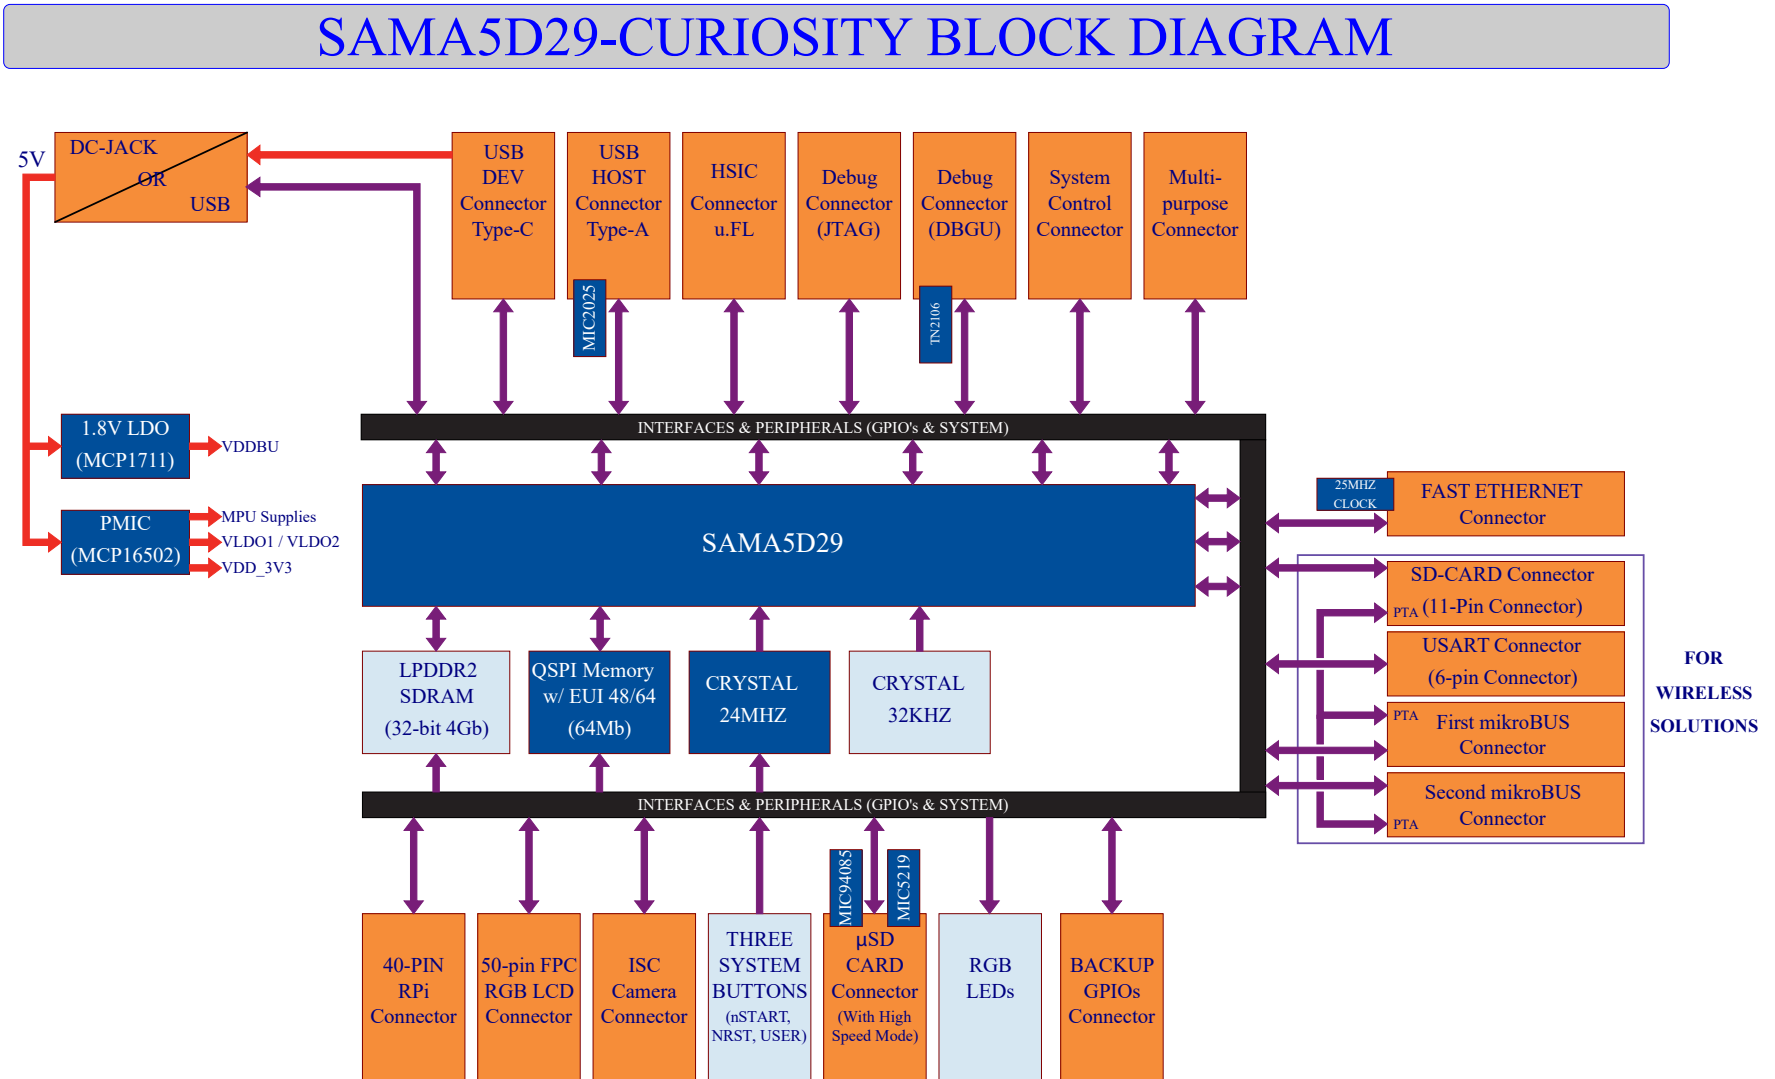 SAMA5D29-CURIOSITY BLOCK DIAGRAM
5V
DC-JACK
OR
USB
USB
DEV
Connector
Type-C
USB
HOST
Connector
Type-A
MIC2025
HSIC
Connector
u.FL
Debug
Connector
(JTAG)
Debug
Connector
(DBGU)
TN2106
System
Control
Connector
Multi-
purpose
Connector
1.8V LDO
(MCP1711)
VDDBU
PMIC
(MCP16502)
MPU Supplies
VLDO1 / VLDO2
VDD_3V3
INTERFACES & PERIPHERALS (GPIO's & SYSTEM)
SAMA5D29
25MHZ
CLOCK
FAST ETHERNET
Connector
SD-CARD Connector
PTA (11-Pin Connector)
USART Connector
(6-pin Connector)
PTA
First mikroBUS
Connector
Second mikroBUS
Connector
PTA
FOR
WIRELESS
SOLUTIONS
LPDDR2
SDRAM
(32-bit 4Gb)
QSPI Memory
w/ EUI 48/64
(64Mb)
CRYSTAL
24MHZ
CRYSTAL
32KHZ
INTERFACES & PERIPHERALS (GPIO's & SYSTEM)
40-PIN
RPi
Connector
50-pin FPC
RGB LCD
Connector
ISC
Camera
Connector
THREE
SYSTEM
BUTTONS
(nSTART,
NRST, USER)
MIC94085
MIC5219
µSD
CARD
Connector
(With High
Speed Mode)
RGB
LEDs
BACKUP
GPIOs
Connector